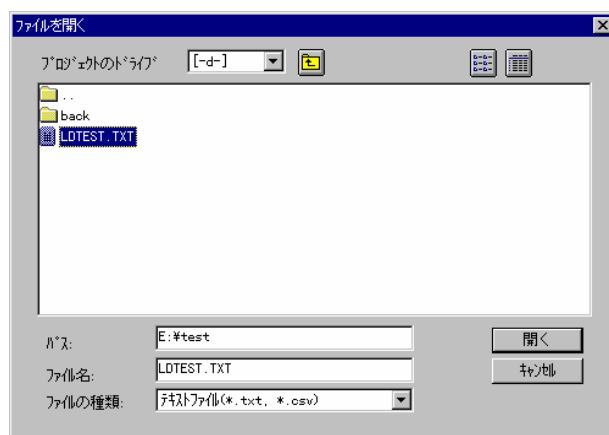 ファイルを開く
ﾌﾟﾛｼﾞｪｸﾄのﾄﾞﾗｲﾌﾞ [-d-]
..
back
LDTEST.TXT
ﾊﾟｽ: E:¥test
開く
ﾌｧｲﾙ名: LDTEST.TXT
ｷｬﾝｾﾙ
ﾌｧｲﾙの種類: ﾃｷｽﾄﾌｧｲﾙ(*.txt, *.csv)